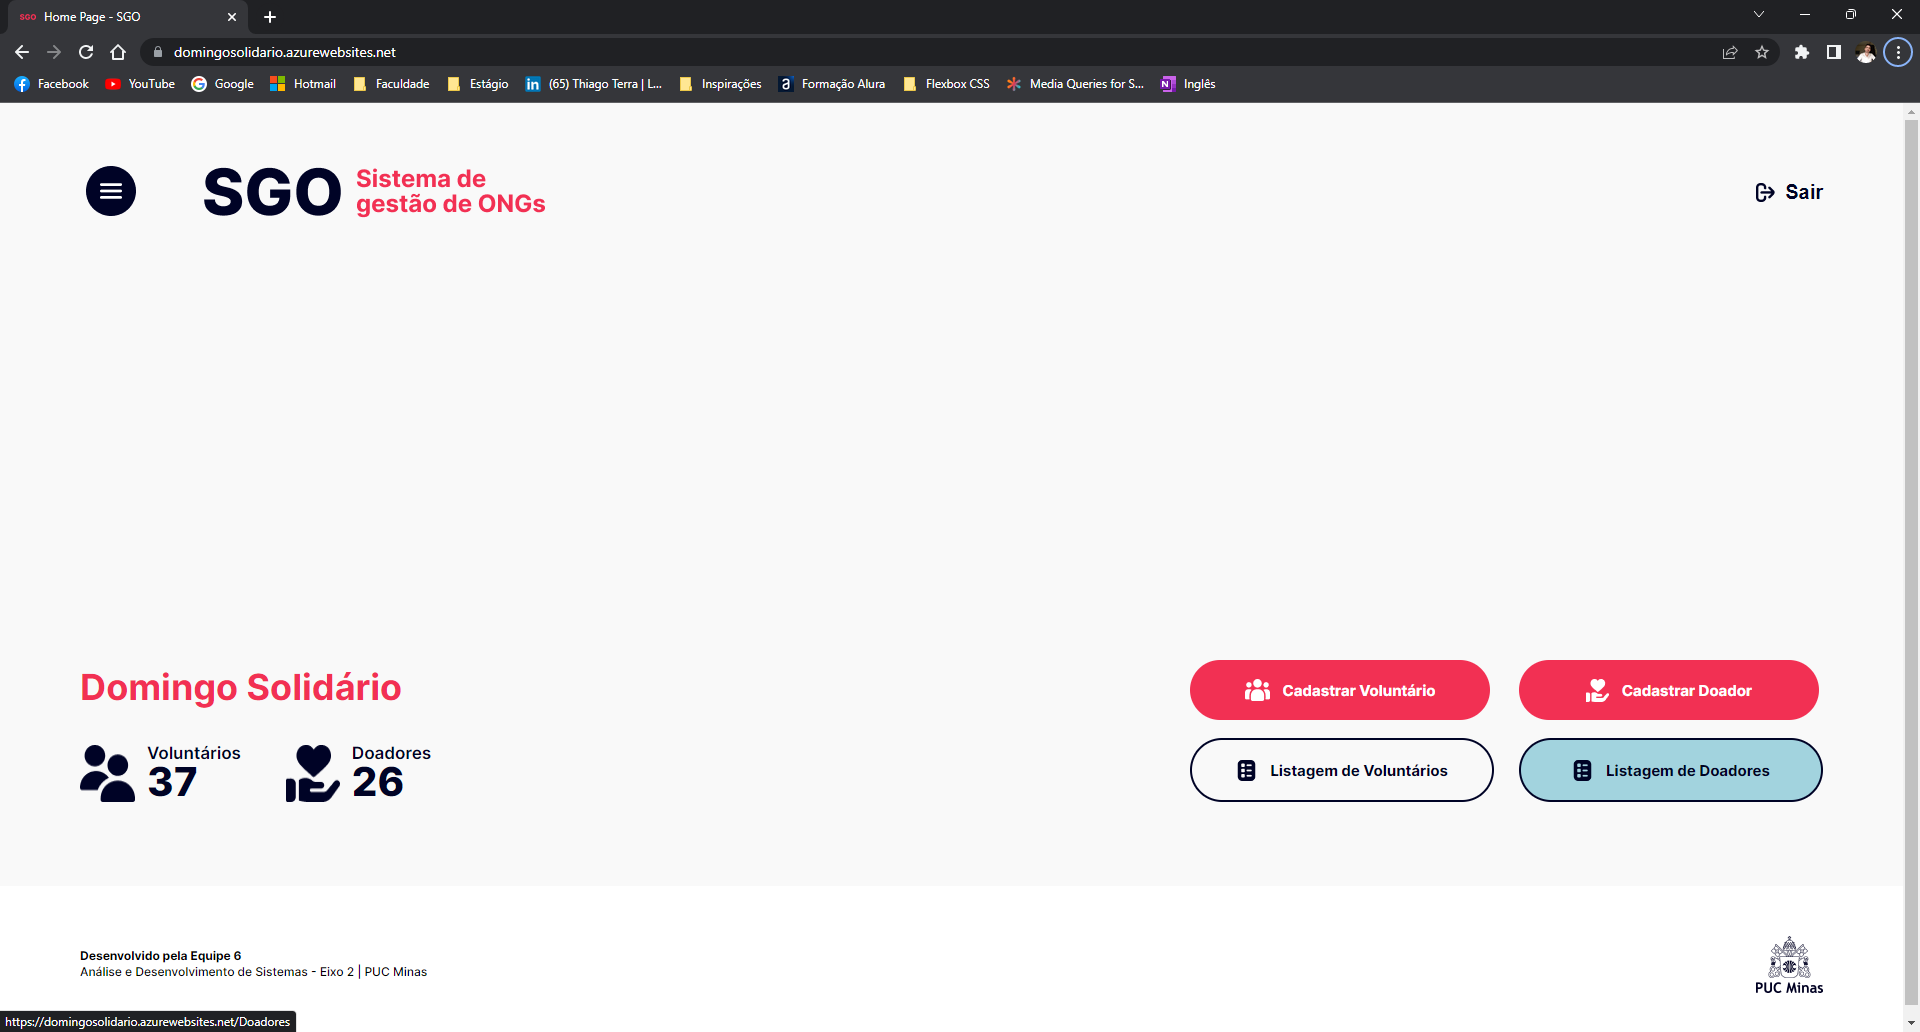 SGO Home Page - SGO
domingosolidario.azurewebsites.net
Facebook YouTube Google Hotmail Faculdade Estágio (65) Thiago Terra | L... Inspirações Formação Alura Flexbox CSS Media Queries for S... Inglês
SGO
Sistema de
gestão de ONGs
Sair
Domingo Solidário
Voluntários
37
Doadores
26
Cadastrar Voluntário
Cadastrar Doador
Listagem de Voluntários
Listagem de Doadores
Desenvolvido pela Equipe 6
Análise e Desenvolvimento de Sistemas - Eixo 2 | PUC Minas
PUC Minas
https://domingosolidario.azurewebsites.net/Doadores